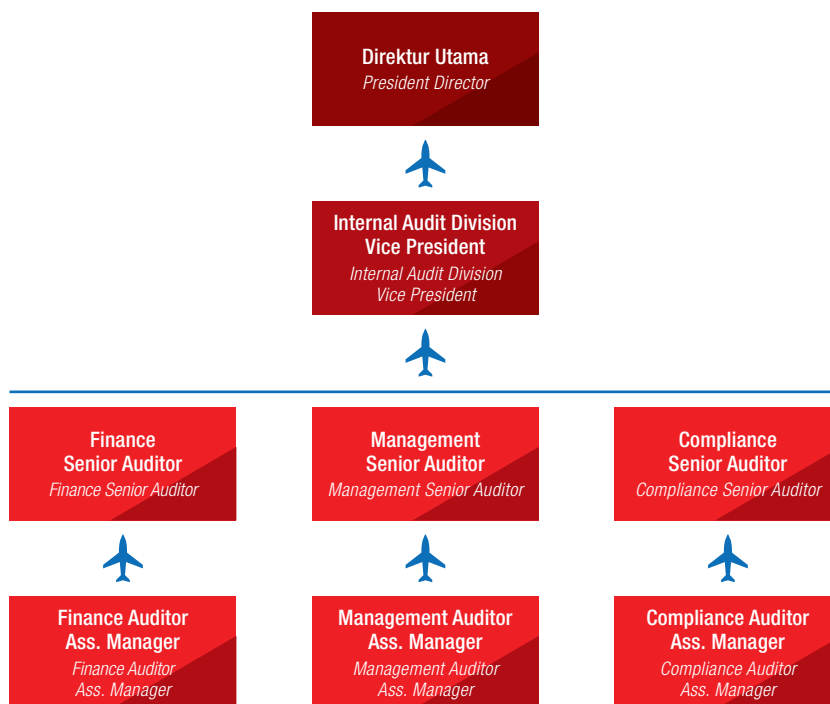 Direktur Utama
President Director
Internal Audit Division
Vice President
Internal Audit Division
Vice President
Finance
Senior Auditor
Finance Senior Auditor
Management
Senior Auditor
Management Senior Auditor
Compliance
Senior Auditor
Compliance Senior Auditor
Finance Auditor
Ass. Manager
Finance Auditor
Ass. Manager
Management Auditor
Ass. Manager
Management Auditor
Ass. Manager
Compliance Auditor
Ass. Manager
Compliance Auditor
Ass. Manager